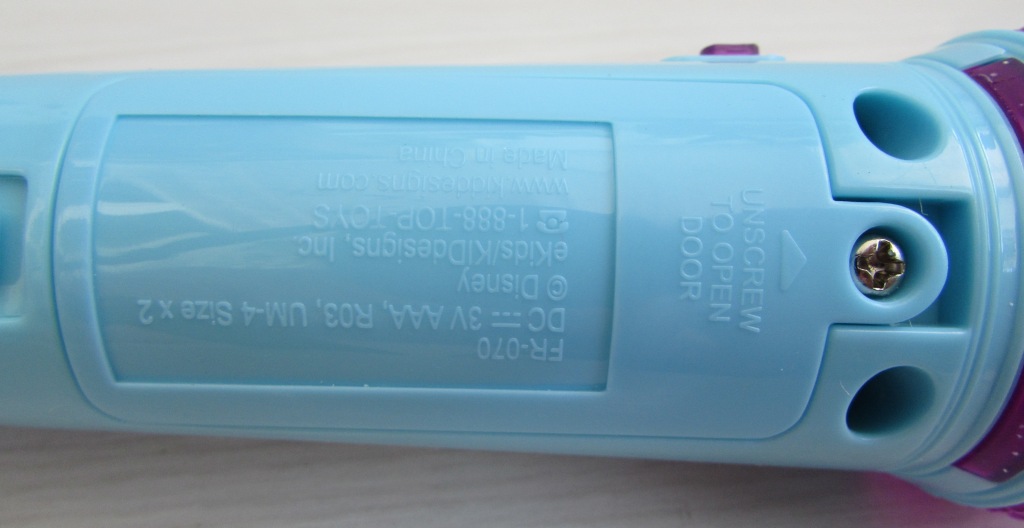 FR-070
DC 3V AAA, R03, UM-4 Size x 2
© Disney
eKids/KIDdesigns, Inc
1-888-TOP-TOYS
www.kiddesigns.com
Made in China
UNSCREW
TO OPEN
DOOR